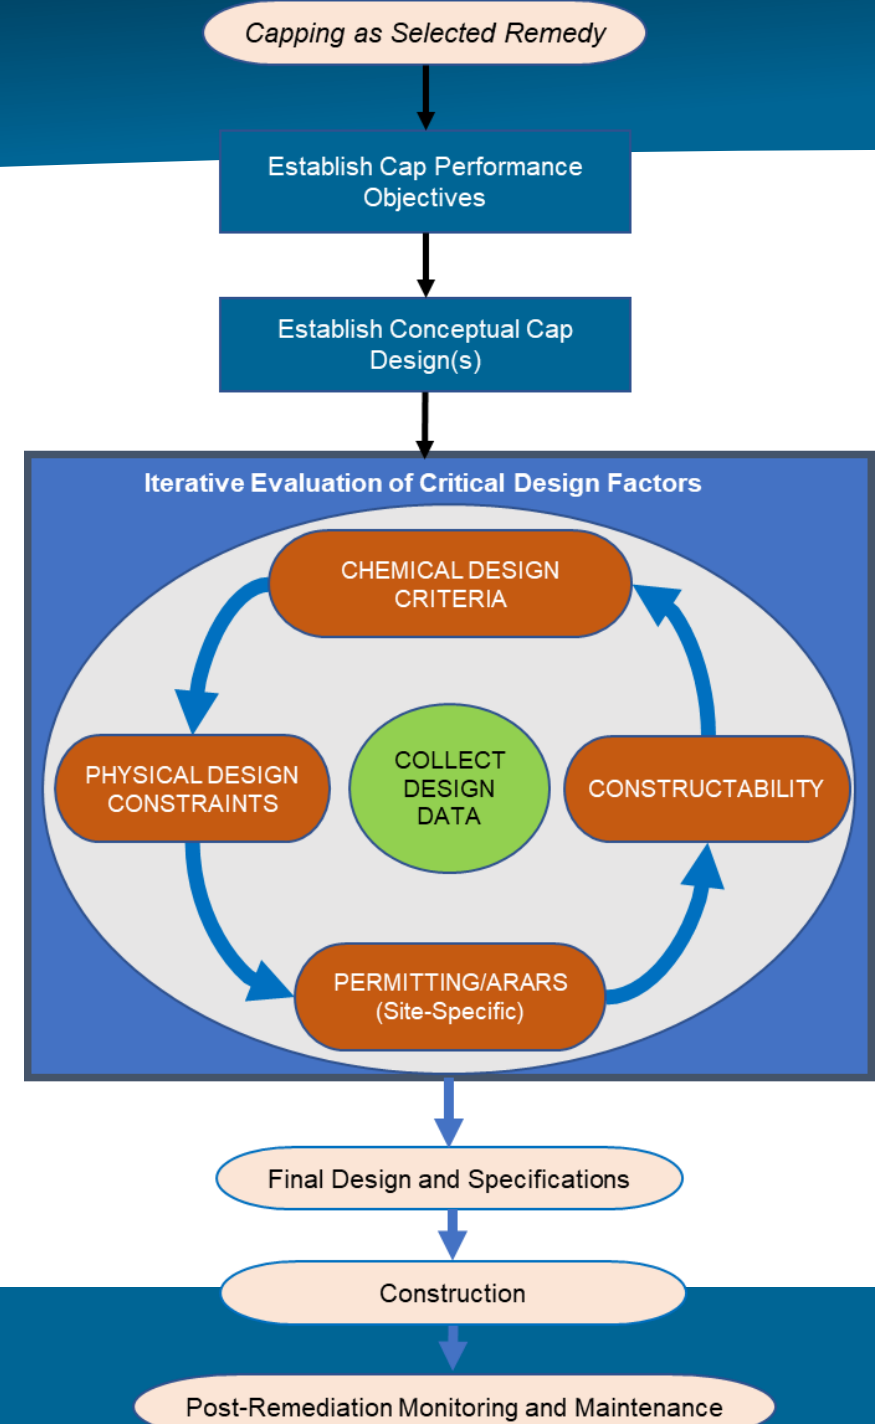 Capping as Selected Remedy
Establish Cap Performance
Objectives
Establish Conceptual Cap
Design(s)
Iterative Evaluation of Critical Design Factors
CHEMICAL DESIGN
CRITERIA
PHYSICAL DESIGN
CONSTRAINTS
COLLECT
DESIGN
DATA
CONSTRUCTABILITY
PERMITTING/ARARS
(Site-Specific)
Final Design and Specifications
Construction
Post-Remediation Monitoring and Maintenance